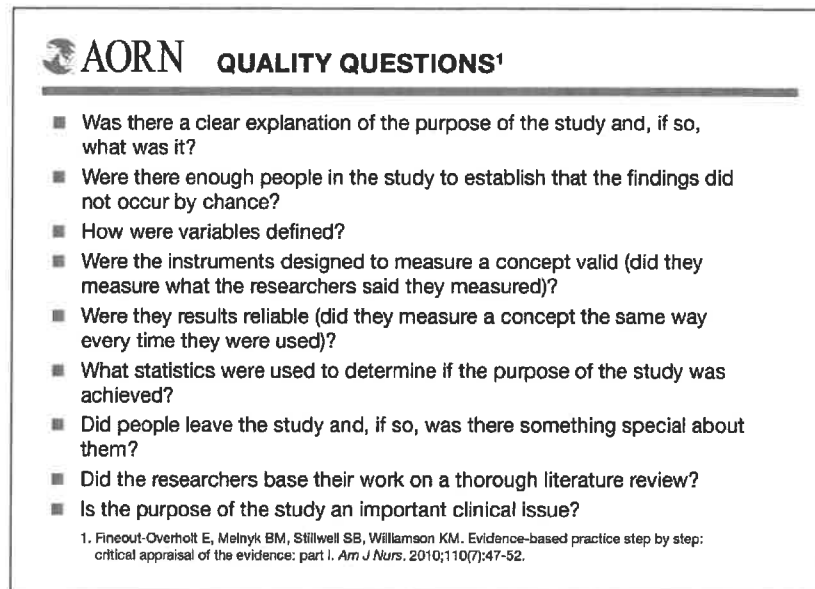 AORN QUALITY QUESTIONS¹
■ Was there a clear explanation of the purpose of the study and, if so,
what was it?
■ Were there enough people in the study to establish that the findings did
not occur by chance?
■ How were variables defined?
■ Were the instruments designed to measure a concept valid (did they
measure what the researchers said they measured)?
■ Were they results reliable (did they measure a concept the same way
every time they were used)?
■ What statistics were used to determine if the purpose of the study was
achieved?
■ Did people leave the study and, if so, was there something special about
them?
■ Did the researchers base their work on a thorough literature review?
■ Is the purpose of the study an important clinical issue?
1. Fineout-Overholt E, Melnyk BM, Stillwell SB, Williamson KM. Evidence-based practice step by step:
critical appraisal of the evidence: part I. Am J Nurs. 2010;110(7):47-52.